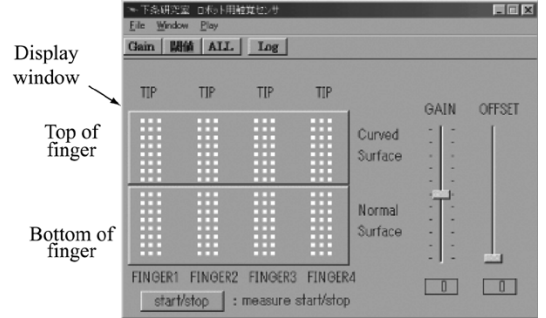 下条研究室 ロボット用触覚センサ
File Window Play
Gain 閾値 ALL Log
Display
window
TIP TIP TIP TIP
GAIN OFFSET
Top of
finger
Curved
Surface
Bottom of
finger
Normal
Surface
FINGER1 FINGER2 FINGER3 FINGER4
0 0
start/stop : measure start/stop